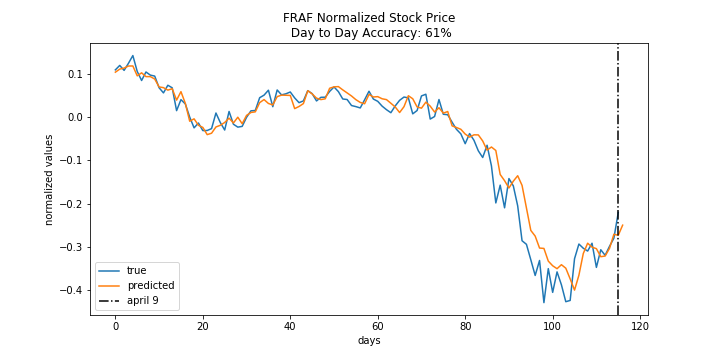 FRAF Normalized Stock Price
Day to Day Accuracy: 61%
normalized values
0.1
0.0
−0.1
−0.2
−0.3
−0.4
true
predicted
april 9
0 20 40 60 80 100 120
days